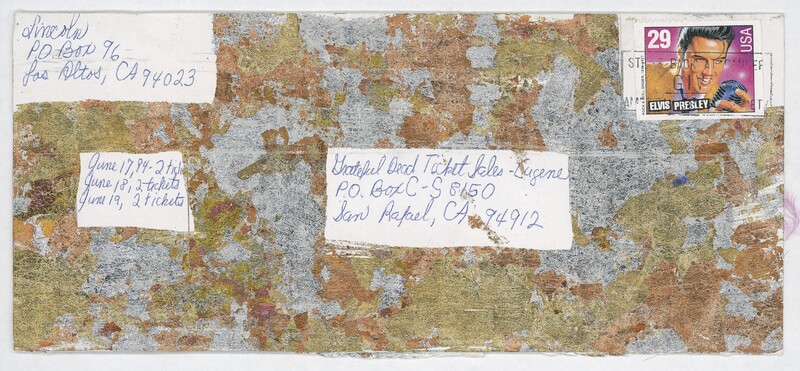 Lincoln
P.O. Box 96-
Los Altos, CA 94023
29
USA
ELVIS PRESLEY
June 17, 94 - 2 tick
June 18, 2 tickets
June 19, 2 tickets
Grateful Dead Ticket Sales - Eugene
P.O. Box C-S 8150
San Rafael, CA, 94912